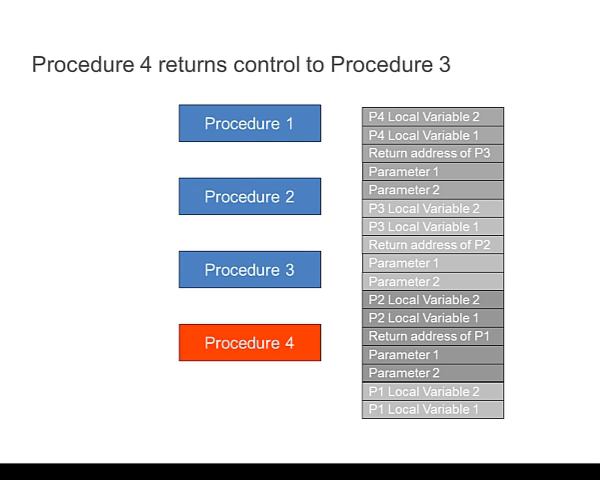 Procedure 4 returns control to Procedure 3
Procedure 1
Procedure 2
Procedure 3
Procedure 4
P4 Local Variable 2
P4 Local Variable 1
Return address of P3
Parameter 1
Parameter 2
P3 Local Variable 2
P3 Local Variable 1
Return address of P2
Parameter 1
Parameter 2
P2 Local Variable 2
P2 Local Variable 1
Return address of P1
Parameter 1
Parameter 2
P1 Local Variable 2
P1 Local Variable 1